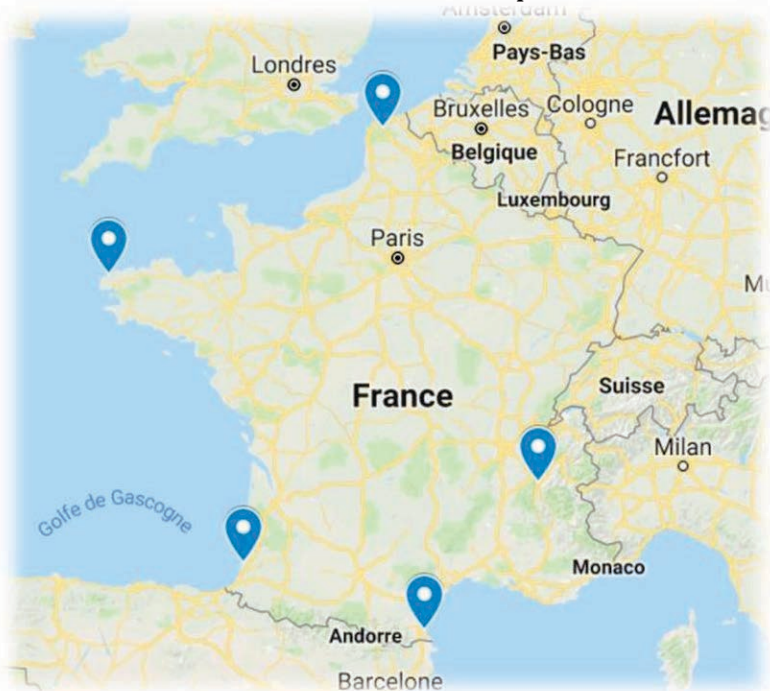 Amsterdam
Pays-Bas
Londres
Bruxelles
Cologne
Allemag
Belgique
Francfort
Luxembourg
Paris
Mu
France
Suisse
Milan
Golfe de Gascogne
Monaco
Andorre
Barcelone